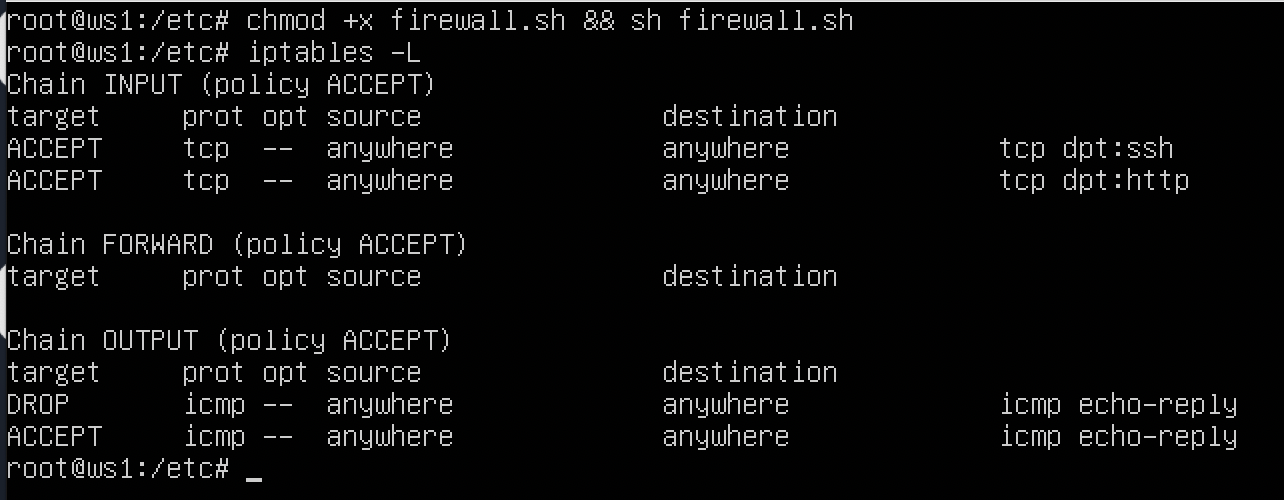 root@ws1:/etc# chmod +x firewall.sh && sh firewall.sh
root@ws1:/etc# iptables -L
Chain INPUT (policy ACCEPT)
target     prot opt source               destination
ACCEPT     tcp  --  anywhere             anywhere             tcp dpt:ssh
ACCEPT     tcp  --  anywhere             anywhere             tcp dpt:http

Chain FORWARD (policy ACCEPT)
target     prot opt source               destination

Chain OUTPUT (policy ACCEPT)
target     prot opt source               destination
DROP       icmp --  anywhere             anywhere             icmp echo-reply
ACCEPT     icmp --  anywhere             anywhere             icmp echo-reply
root@ws1:/etc# _